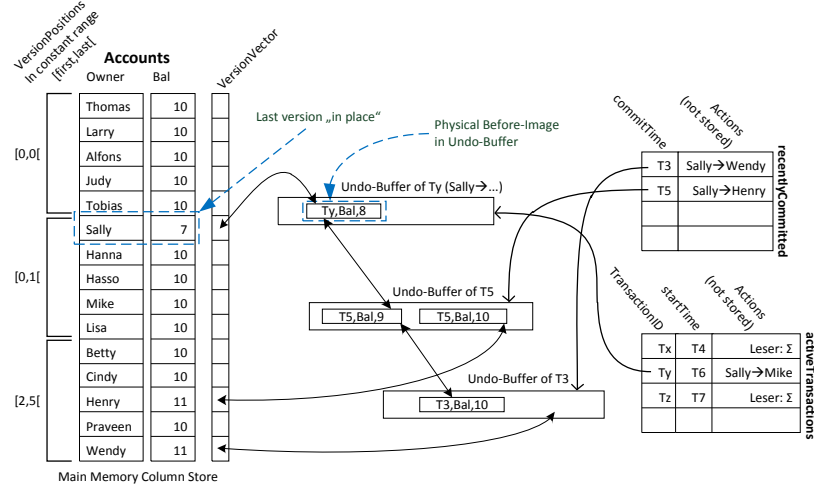 VersionPositions
In constant range
[first,last[
Accounts
Owner Bal
VersionVector
[0,0[
Thomas 10
Larry 10
Alfons 10
Judy 10
Tobias 10
[0,1[
Sally 7
Hanna 10
Hasso 10
Mike 10
Lisa 10
[2,5[
Betty 10
Cindy 10
Henry 11
Praveen 10
Wendy 11
Main Memory Column Store
Last version „in place“
Physical Before-Image
in Undo-Buffer
Undo-Buffer of Ty (Sally→...)
Ty,Bal,8
Undo-Buffer of T5
T5,Bal,9 T5,Bal,10
Undo-Buffer of T3
T3,Bal,10
commitTime
Actions
(not stored)
T3 Sally→Wendy
T5 Sally→Henry
recentlyCommitted
TransactionID
startTime
Actions
(not stored)
Tx T4 Leser: Σ
Ty T6 Sally→Mike
Tz T7 Leser: Σ
activeTransactions